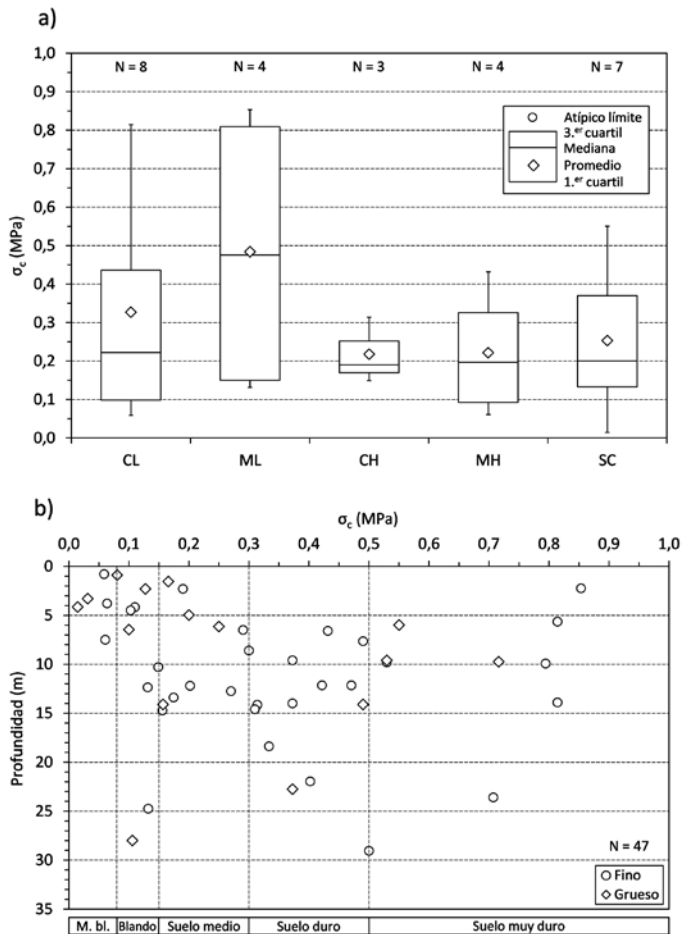 a)
1,0
0,9
0,8
0,7
0,6
0,5
0,4
0,3
0,2
0,1
0,0
σc (MPa)
N = 8 N = 4 N = 3 N = 4 N = 7
Atípico límite
3.er cuartil
Mediana
Promedio
1.er cuartil
CL ML CH MH SC
b)
σc (MPa)
0,0 0,1 0,2 0,3 0,4 0,5 0,6 0,7 0,8 0,9 1,0
0
5
10
15
20
25
30
35
Profundidad (m)
N = 47
Fino
Grueso
M. bl. Blando Suelo medio Suelo duro Suelo muy duro